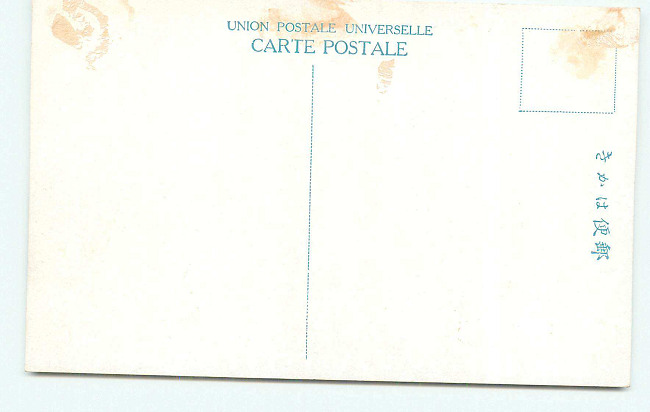 UNION POSTALE UNIVERSELLE
CARTE POSTALE
郵便はかき